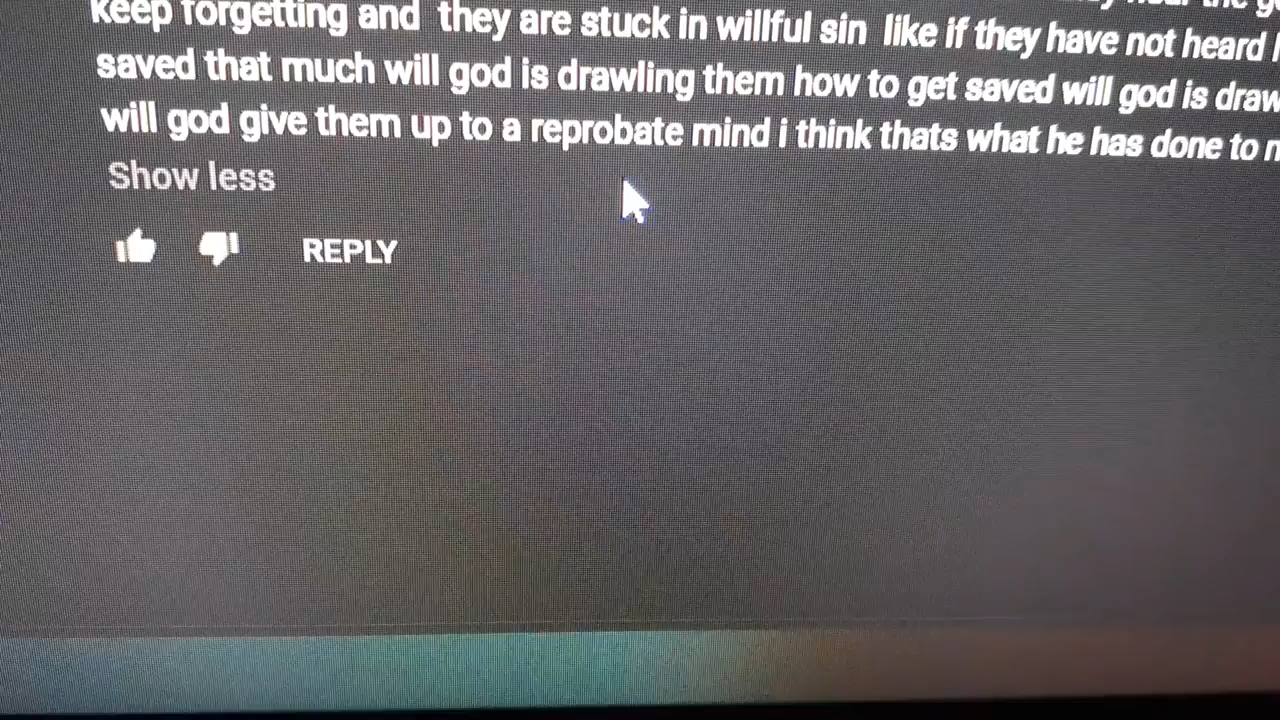 keep forgetting and they are stuck in willful sin like if they have not heard
saved that much will god is drawling them how to get saved will god is draw
will god give them up to a reprobate mind i think thats what he has done to
Show less
REPLY